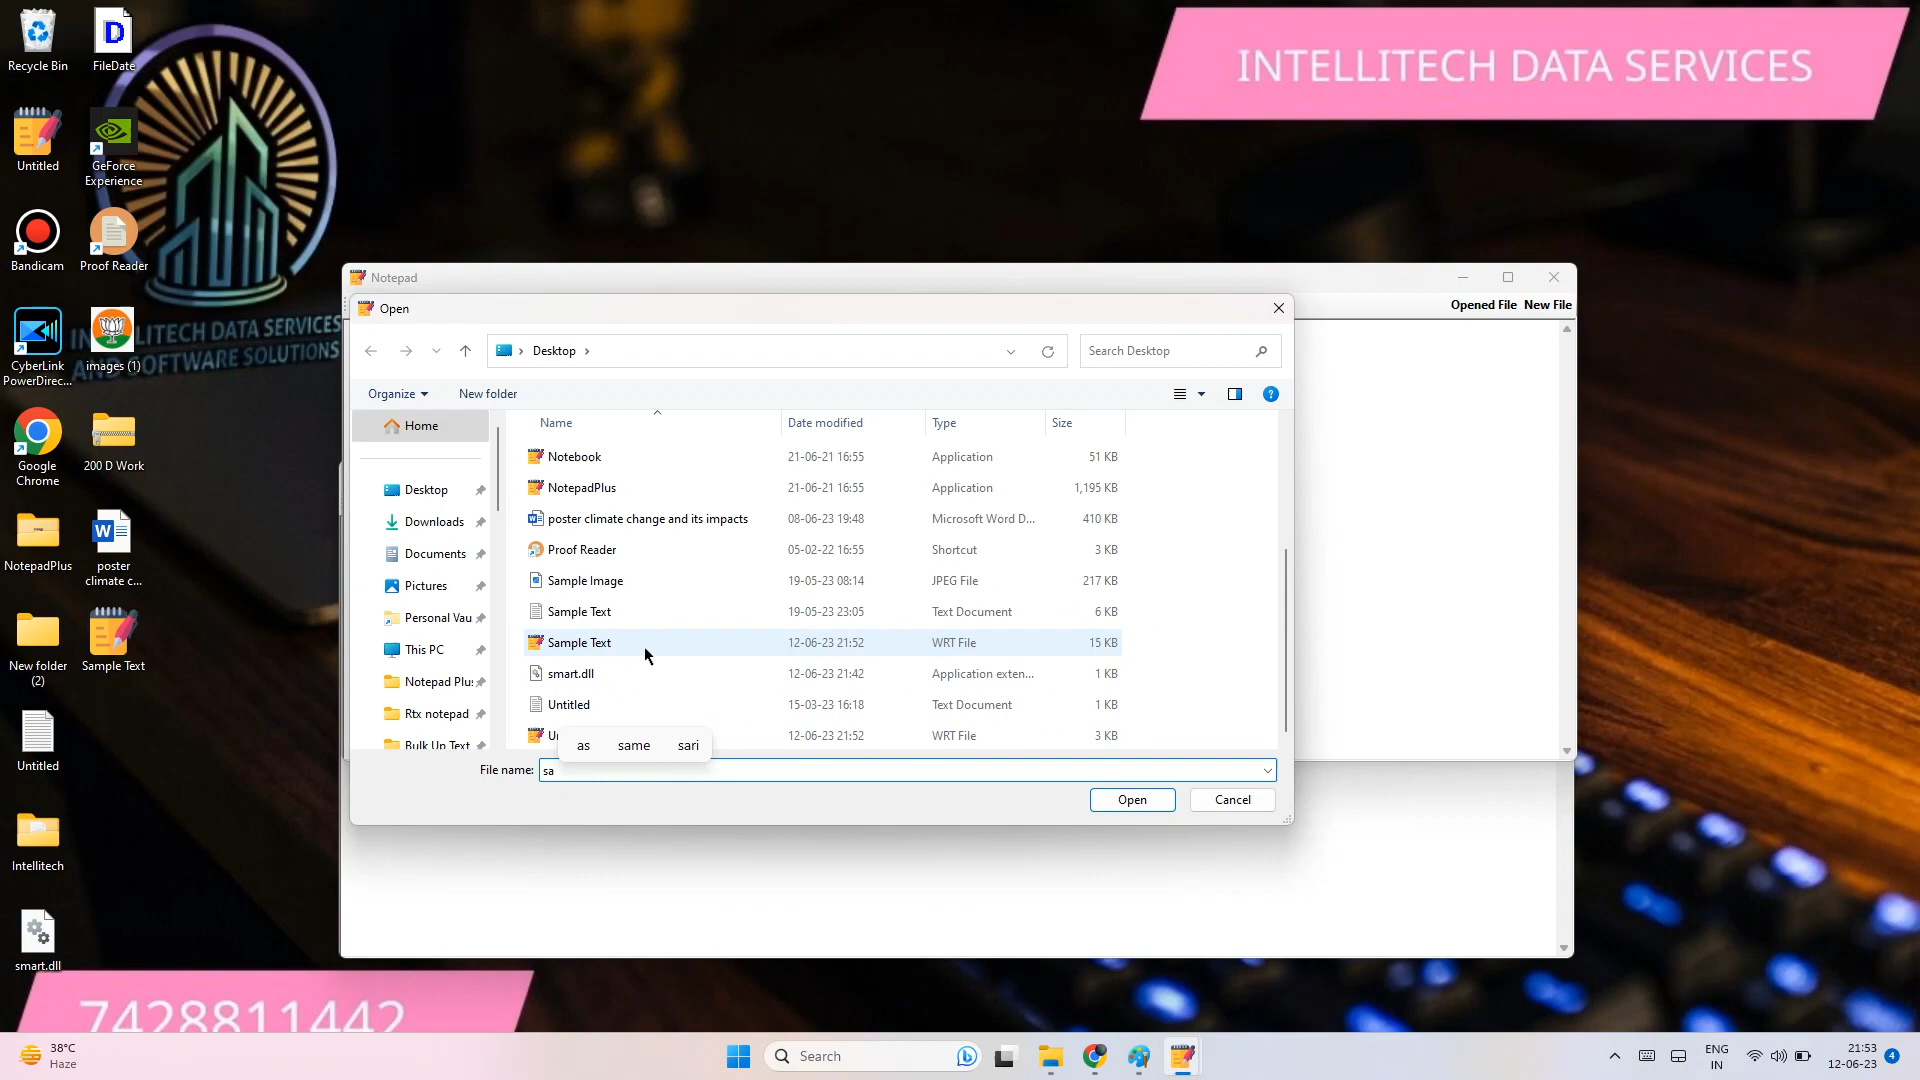 INTELLITECH DATA SERVICES
Recycle Bin
FileDate
Untitled
GeForce
Experience
Bandicam
Proof Reader
INTELLITECH DATA SERVICES
AND SOFTWARE SOLUTIONS
CyberLink
PowerDirec...
images (1)
Google
Chrome
200 D Work
NotepadPlus
poster
climate c...
New folder
(2)
Sample Text
Untitled
Intellitech
smart.dll
7428811442
Notepad
Opened File New File
Open
Desktop
Search Desktop
Organize
New folder
Home
Desktop
Downloads
Documents
Pictures
Personal Vau
This PC
Notepad Plu
Rtx notepad
Bulk Up Text
Name Date modified Type Size
Notebook 21-06-21 16:55 Application 51 KB
NotepadPlus 21-06-21 16:55 Application 1,195 KB
poster climate change and its impacts 08-06-23 19:48 Microsoft Word D... 410 KB
Proof Reader 05-02-22 16:55 Shortcut 3 KB
Sample Image 19-05-23 08:14 JPEG File 217 KB
Sample Text 19-05-23 23:05 Text Document 6 KB
Sample Text 12-06-23 21:52 WRT File 15 KB
smart.dll 12-06-23 21:42 Application exten... 1 KB
Untitled 15-03-23 16:18 Text Document 1 KB
12-06-23 21:52 WRT File 3 KB
as same sari
File name: sa
Open Cancel
38°C
Haze
Search
ENG
IN
21:53
12-06-23
4